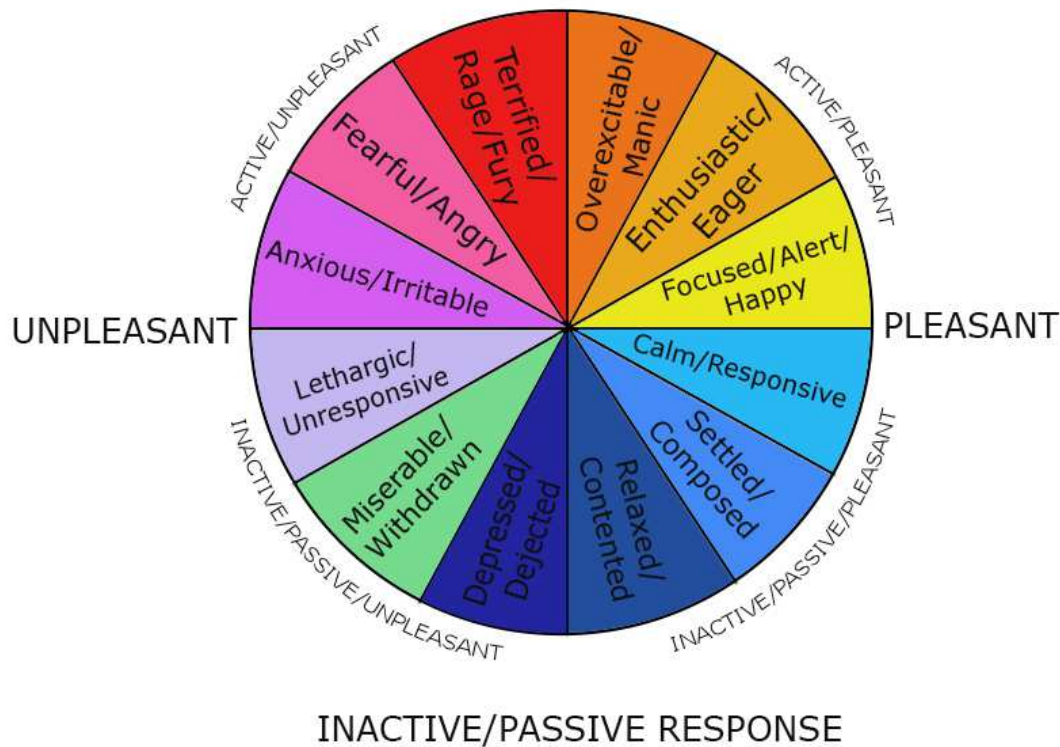 ACTIVE/UNPLEASANT
ACTIVE/PLEASANT
Terrified/
Rage/Fury
Overexcitable/
Manic
Fearful/Angry
Enthusiastic/
Eager
Anxious/Irritable
Focused/Alert/
Happy
UNPLEASANT
PLEASANT
Lethargic/
Unresponsive
Calm/Responsive
Miserable/
Withdrawn
Settled/
Composed
Depressed/
Dejected
Relaxed/
Contented
INACTIVE/PASSIVE/UNPLEASANT
INACTIVE/PASSIVE/PLEASANT
INACTIVE/PASSIVE RESPONSE